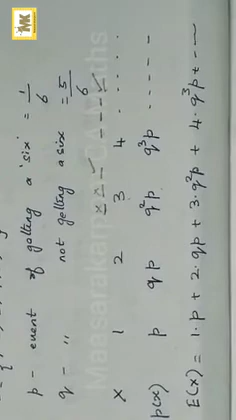 p - event of getting a 'six' = 1/6
q - " not getting a six = 5/6
X 1 2 3 4 .....
p(x) p qp q²p q³p .....
E(X) = 1·p + 2·qp + 3·q²p + 4·q³p + ----
MK